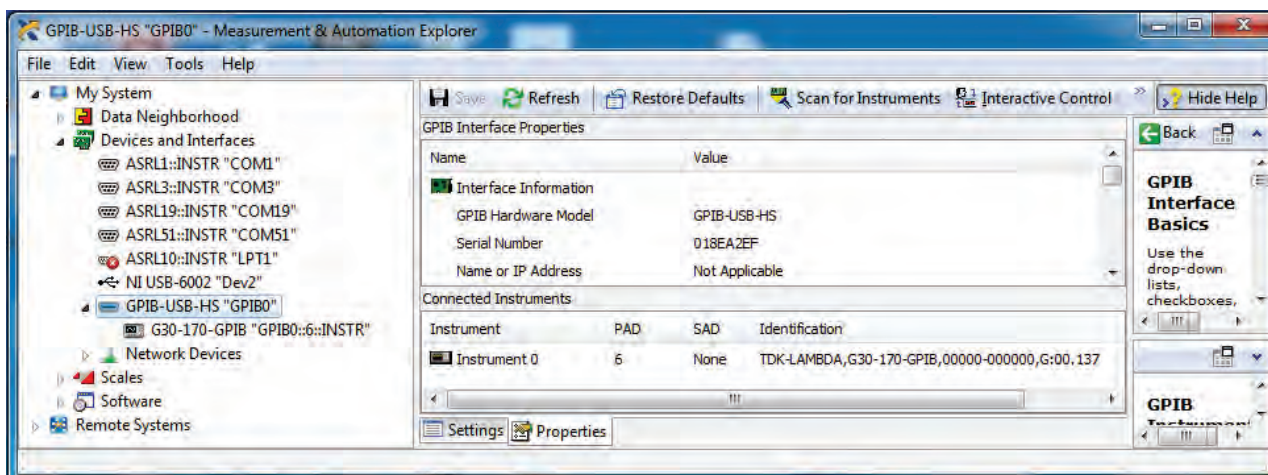 GPIB-USB-HS "GPIB0" - Measurement & Automation Explorer
File Edit View Tools Help
My System
Data Neighborhood
Devices and Interfaces
ASRL1::INSTR "COM1"
ASRL3::INSTR "COM3"
ASRL19::INSTR "COM19"
ASRL51::INSTR "COM51"
ASRL10::INSTR "LPT1"
NI USB-6002 "Dev2"
GPIB-USB-HS "GPIB0"
G30-170-GPIB "GPIB0::6::INSTR"
Network Devices
Scales
Software
Remote Systems
Save Refresh Restore Defaults Scan for Instruments Interactive Control » Hide Help
GPIB Interface Properties
Name Value
Interface Information
GPIB Hardware Model GPIB-USB-HS
Serial Number 018EA2EF
Name or IP Address Not Applicable
Connected Instruments
Instrument PAD SAD Identification
Instrument 0 6 None TDK-LAMBDA,G30-170-GPIB,00000-000000,G:00.137
Settings Properties
Back
GPIB
Interface
Basics
Use the
drop-down
lists,
checkboxes,
GPIB